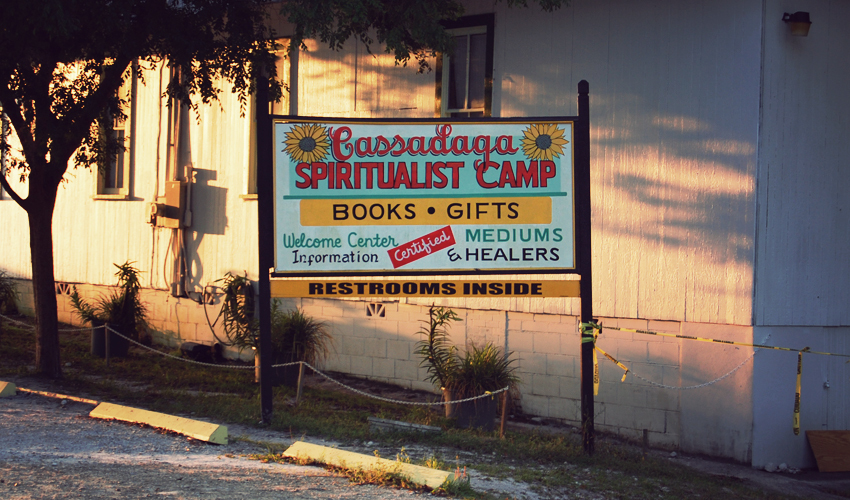 Cassadaga
SPIRITUALIST CAMP
BOOKS • GIFTS
Welcome Center
Information
Certified
MEDIUMS
& HEALERS
RESTROOMS INSIDE